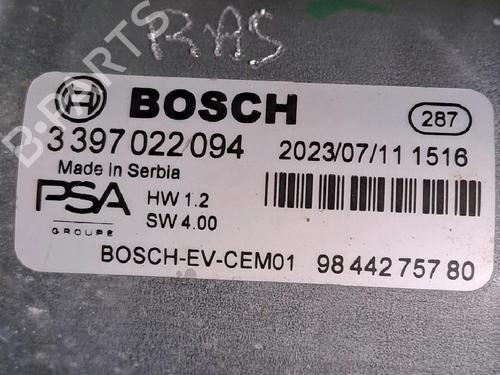 RAS
BOSCH
287
3 397 022 094
2023/07/11 1516
Made in Serbia
PSA
HW 1.2
SW 4.00
GROUPE
BOSCH-EV-CEM01
98 442 757 80
B-PARTS